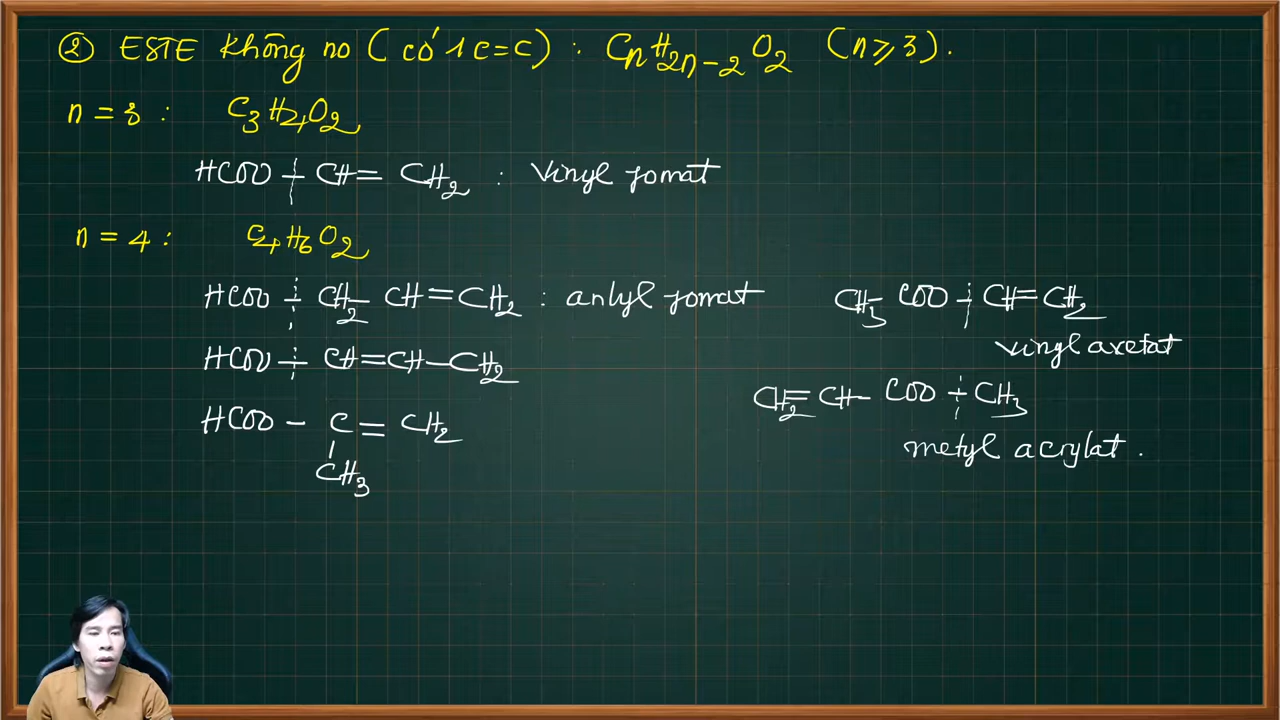 ② ESTE Không no (có 1 C=C) : CnH2n-2O2 (n≥3).
n = 3 : C3H4O2
HCOO – CH = CH2 : vinyl fomat
n = 4 : C4H6O2
HCOO – CH2 – CH = CH2 : anlyl fomat
HCOO – CH = CH – CH2
HCOO – C = CH2
CH3
CH3 – COO – CH = CH2
vinyl axetat
CH2 = CH – COO – CH3
metyl acrylat .